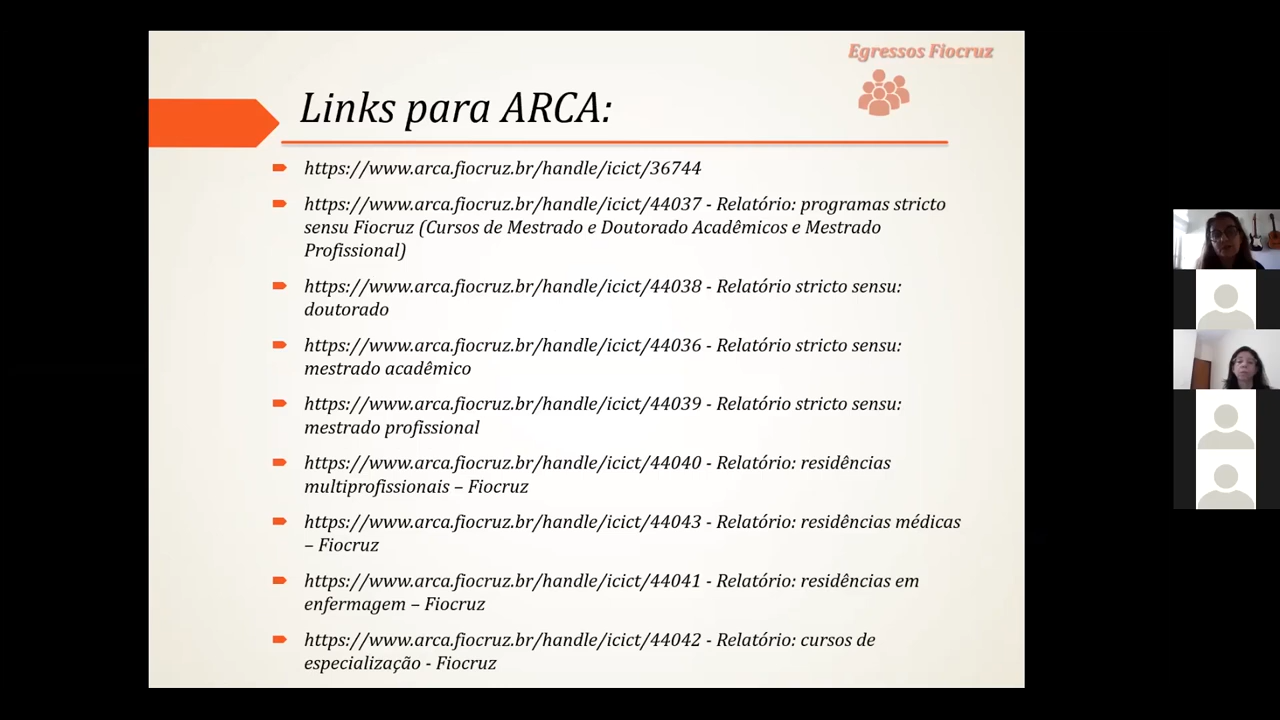 Egressos Fiocruz
Links para ARCA:
https://www.arca.fiocruz.br/handle/icict/36744
https://www.arca.fiocruz.br/handle/icict/44037 - Relatório: programas stricto
sensu Fiocruz (Cursos de Mestrado e Doutorado Acadêmicos e Mestrado
Profissional)
https://www.arca.fiocruz.br/handle/icict/44038 - Relatório stricto sensu:
doutorado
https://www.arca.fiocruz.br/handle/icict/44036 - Relatório stricto sensu:
mestrado acadêmico
https://www.arca.fiocruz.br/handle/icict/44039 - Relatório stricto sensu:
mestrado profissional
https://www.arca.fiocruz.br/handle/icict/44040 - Relatório: residências
multiprofissionais – Fiocruz
https://www.arca.fiocruz.br/handle/icict/44043 - Relatório: residências médicas
– Fiocruz
https://www.arca.fiocruz.br/handle/icict/44041 - Relatório: residências em
enfermagem – Fiocruz
https://www.arca.fiocruz.br/handle/icict/44042 - Relatório: cursos de
especialização - Fiocruz